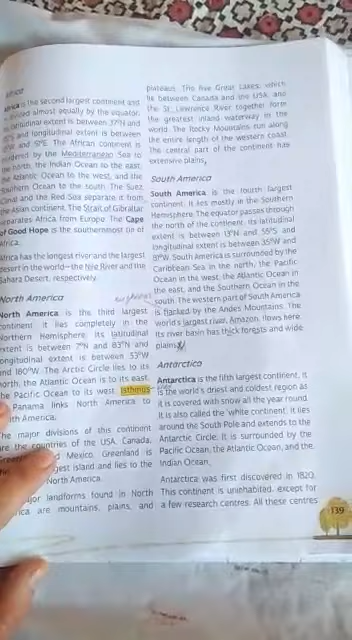 Africa
Africa is the second largest continent and
is divided almost equally by the equator.
Its latitudinal extent is between 37°N and
and longitudinal extent is between
and 51°E. The African continent is
bordered by the Mediterranean Sea to
the north, the Indian Ocean to the east,
the Atlantic Ocean to the west, and the
Southern Ocean to the south. The Suez
Canal and the Red Sea separate it from
the Asian continent. The Strait of Gibraltar
separates Africa from Europe. The Cape
of Good Hope is the southernmost tip of
Africa.
Africa has the longest river and the largest
desert in the world—the Nile River and the
Sahara Desert, respectively.
North America
North America is the third largest
continent. It lies completely in the
Northern Hemisphere. Its latitudinal
extent is between 7°N and 83°N and
longitudinal extent is between 53°W
and 180°W. The Arctic Circle lies to its
north, the Atlantic Ocean to its east,
the Pacific Ocean to its west. Isthmus
Panama links North America to
South America.
The major divisions of this continent
are the countries of the USA, Canada,
Mexico. Greenland is
largest island and lies to the
North America.
major landforms found in North
America are mountains, plains, and
plateaus. The five Great Lakes, which
lie between Canada and the USA, and
the St. Lawrence River together form
the greatest inland waterway in the
world. The Rocky Mountains run along
the entire length of the western coast.
The central part of the continent has
extensive plains.
South America
South America is the fourth largest
continent. It lies mostly in the Southern
Hemisphere. The equator passes through
the north of the continent. Its latitudinal
extent is between 13°N and 55°S and
longitudinal extent is between 35°W and
81°W. South America is surrounded by the
Caribbean Sea in the north, the Pacific
Ocean in the west, the Atlantic Ocean in
the east, and the Southern Ocean in the
south. The western part of South America
is flanked by the Andes Mountains. The
world's largest river, Amazon, flows here.
Its river basin has thick forests and wide
plains.
Antarctica
Antarctica is the fifth largest continent. It
is the world's driest and coldest region as
it is covered with snow all the year round.
It is also called the 'white continent'. It lies
around the South Pole and extends to the
Antarctic Circle. It is surrounded by the
Pacific Ocean, the Atlantic Ocean, and the
Indian Ocean.
Antarctica was first discovered in 1820.
This continent is uninhabited, except for
a few research centres. All these centres
139